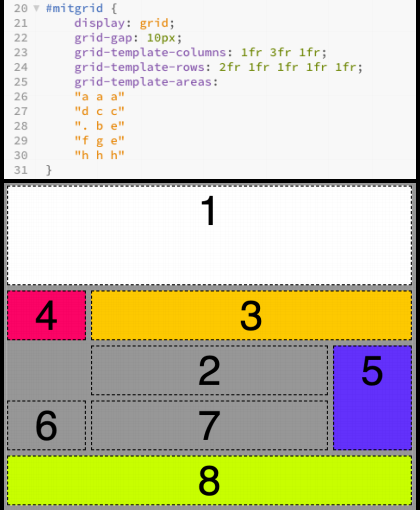 20 ▼ #mitgrid {
21 display: grid;
22 grid-gap: 10px;
23 grid-template-columns: 1fr 3fr 1fr;
24 grid-template-rows: 2fr 1fr 1fr 1fr 1fr;
25 grid-template-areas:
26 "a a a"
27 "d c c"
28 ". b e"
29 "f g e"
30 "h h h"
31 }
1
4 3
2 5
6 7
8